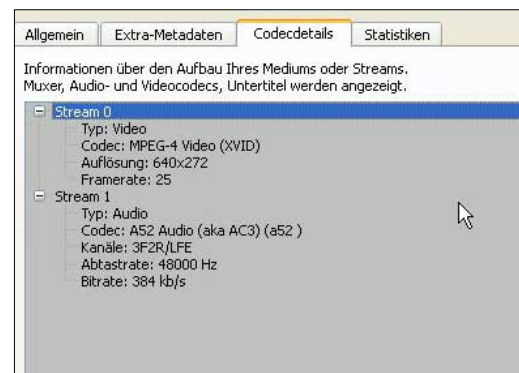 Allgemein Extra-Metadaten Codecdetails Statistiken
Informationen über den Aufbau Ihres Mediums oder Streams.
Muxer, Audio- und Videocodecs, Untertitel werden angezeigt.
Stream 0
Typ: Video
Codec: MPEG-4 Video (XVID)
Auflösung: 640x272
Framerate: 25
Stream 1
Typ: Audio
Codec: A52 Audio (aka AC3) (a52 )
Kanäle: 3F2R/LFE
Abtastrate: 48000 Hz
Bitrate: 384 kb/s